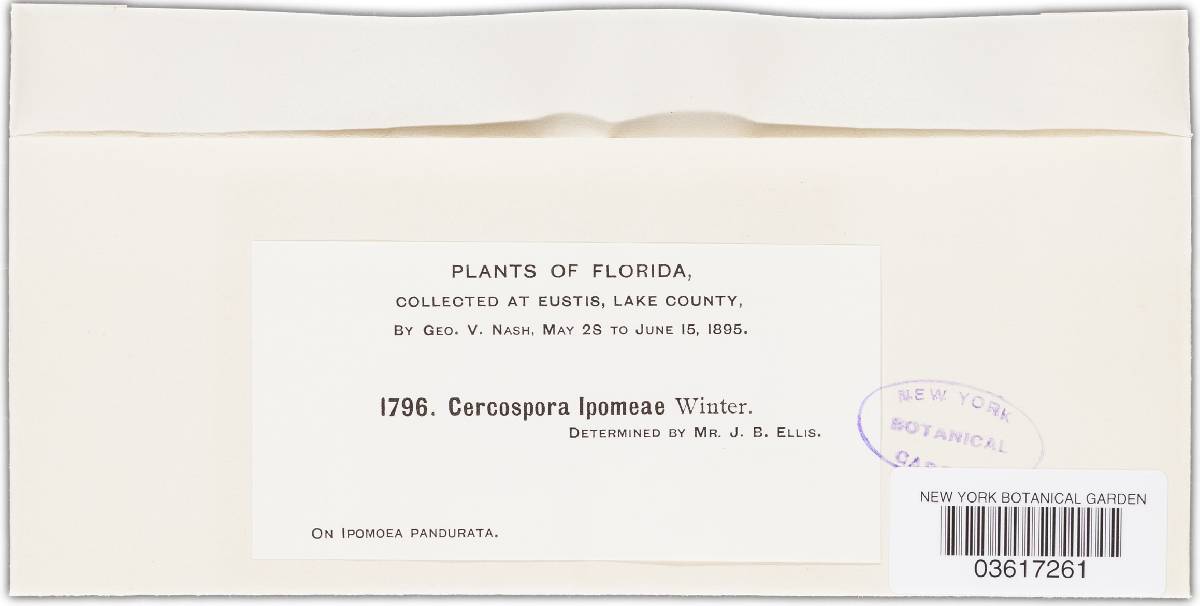 PLANTS OF FLORIDA,
COLLECTED AT EUSTIS, LAKE COUNTY,
BY GEO. V. NASH, MAY 28 TO JUNE 15, 1895.
1796. Cercospora Ipomeae Winter.
DETERMINED BY MR. J. B. ELLIS.
ON IPOMOEA PANDURATA.
NEW YORK
BOTANICAL
NEW YORK BOTANICAL GARDEN
03617261